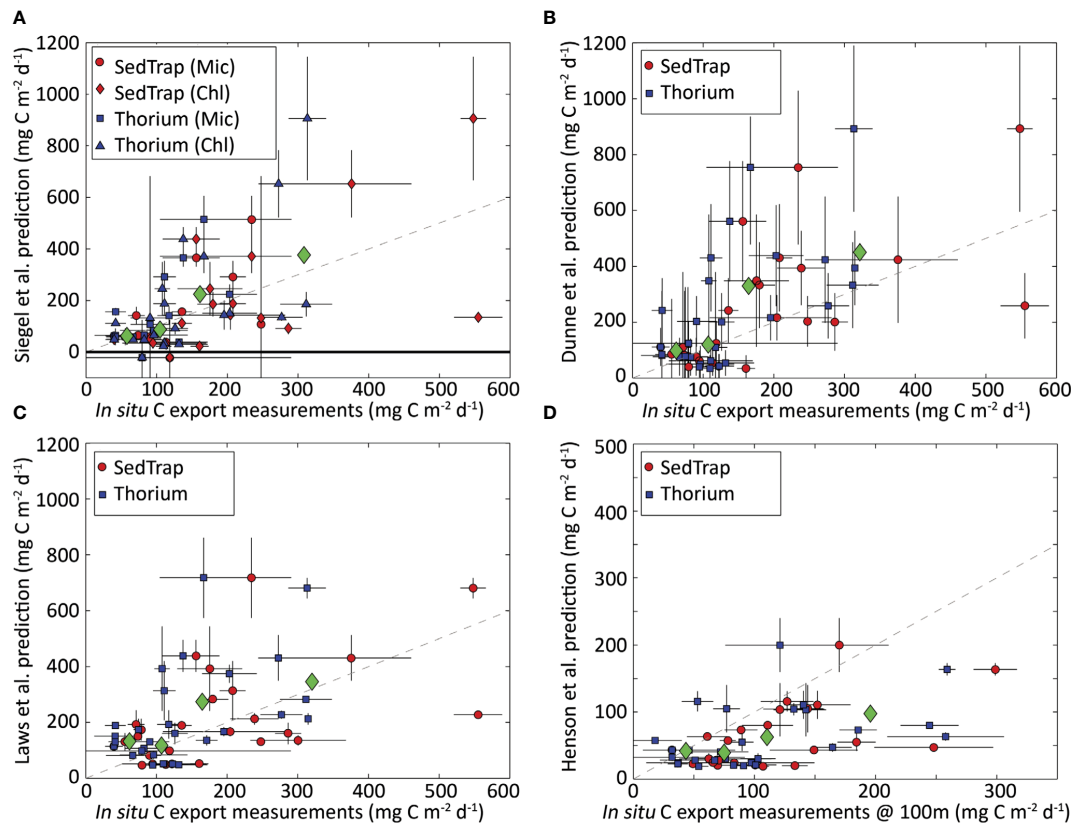 A
1200
1000
800
600
400
200
0
Siegel et al. prediction (mg C m⁻² d⁻¹)
SedTrap (Mic)
SedTrap (Chl)
Thorium (Mic)
Thorium (Chl)
0 100 200 300 400 500 600
In situ C export measurements (mg C m⁻² d⁻¹)
B
1200
1000
800
600
400
200
0
Dunne et al. prediction (mg C m⁻² d⁻¹)
SedTrap
Thorium
0 100 200 300 400 500 600
In situ C export measurements (mg C m⁻² d⁻¹)
C
1200
1000
800
600
400
200
0
Laws et al. prediction (mg C m⁻² d⁻¹)
SedTrap
Thorium
0 100 200 300 400 500 600
In situ C export measurements (mg C m⁻² d⁻¹)
D
500
400
300
200
100
0
Henson et al. prediction (mg C m⁻² d⁻¹)
SedTrap
Thorium
0 50 100 150 200 250 300
In situ C export measurements @ 100m (mg C m⁻² d⁻¹)